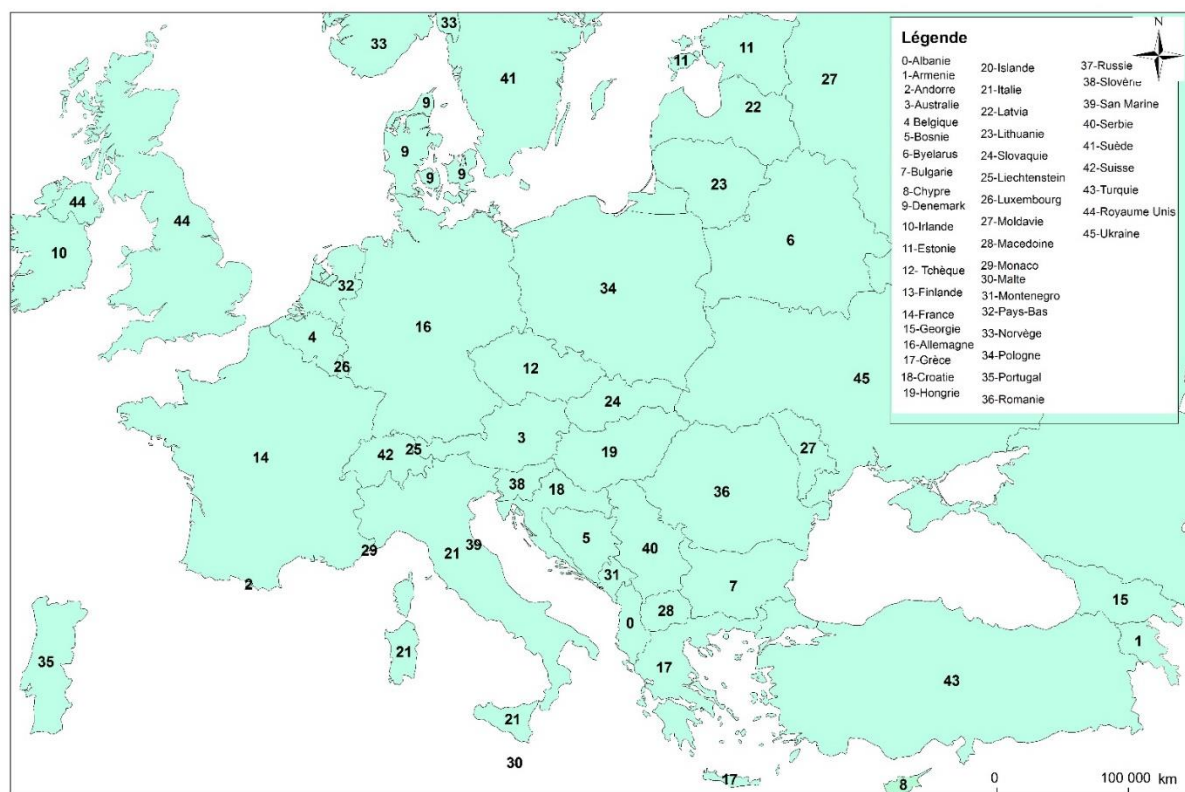 Légende
N
0-Albanie
1-Armenie
2-Andorre
3-Australie
4 Belgique
5-Bosnie
6-Byelarus
7-Bulgarie
8-Chypre
9-Denemark
10-Irlande
11-Estonie
12- Tchèque
13-Finlande
14-France
15-Georgie
16-Allemagne
17-Grèce
18-Croatie
19-Hongrie
20-Islande
21-Italie
22-Latvia
23-Lithuanie
24-Slovaquie
25-Liechtenstein
26-Luxembourg
27-Moldavie
28-Macedoine
29-Monaco
30-Malte
31-Montenegro
32-Pays-Bas
33-Norvège
34-Pologne
35-Portugal
36-Romanie
37-Russie
38-Slovène
39-San Marine
40-Serbie
41-Suède
42-Suisse
43-Turquie
44-Royaume Unis
45-Ukraine
33
33
41
11
11
27
9
22
9
9
9
23
44
44
10
6
32
34
16
4
26
12
45
24
3
14
42
25
19
27
38
18
36
5
29
21
39
40
31
2
7
28
15
0
1
35
21
17
43
21
30
17
8
0 100 000 km